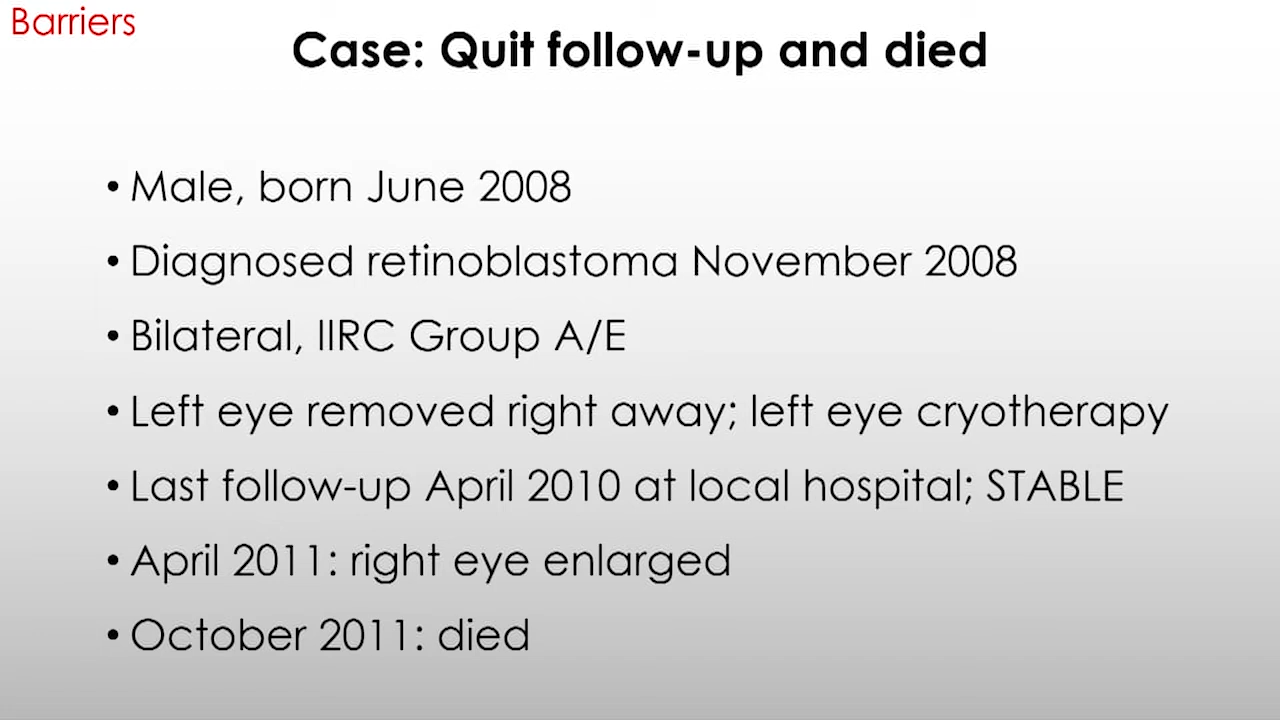 Barriers
Case: Quit follow-up and died
• Male, born June 2008
• Diagnosed retinoblastoma November 2008
• Bilateral, IIRC Group A/E
• Left eye removed right away; left eye cryotherapy
• Last follow-up April 2010 at local hospital; STABLE
• April 2011: right eye enlarged
• October 2011: died